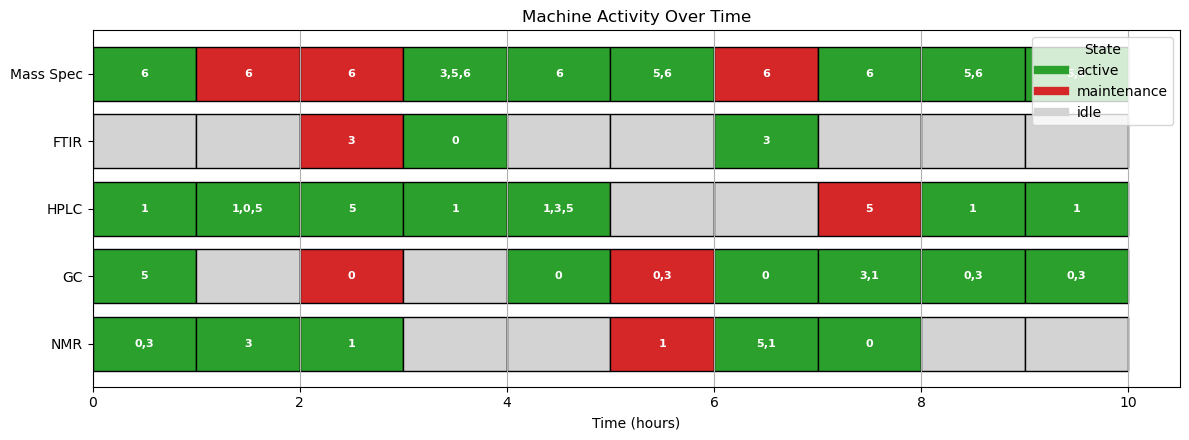 Machine Activity Over Time
State
active
maintenance
idle
Mass Spec 6 6 6 3,5,6 6 5,6 6 6 5,6
FTIR 3 0 3
HPLC 1 1,0,5 5 1 1,3,5 5 1 1
GC 5 0 0 0,3 0 3,1 0,3 0,3
NMR 0,3 3 1 1 5,1 0
0 2 4 6 8 10
Time (hours)